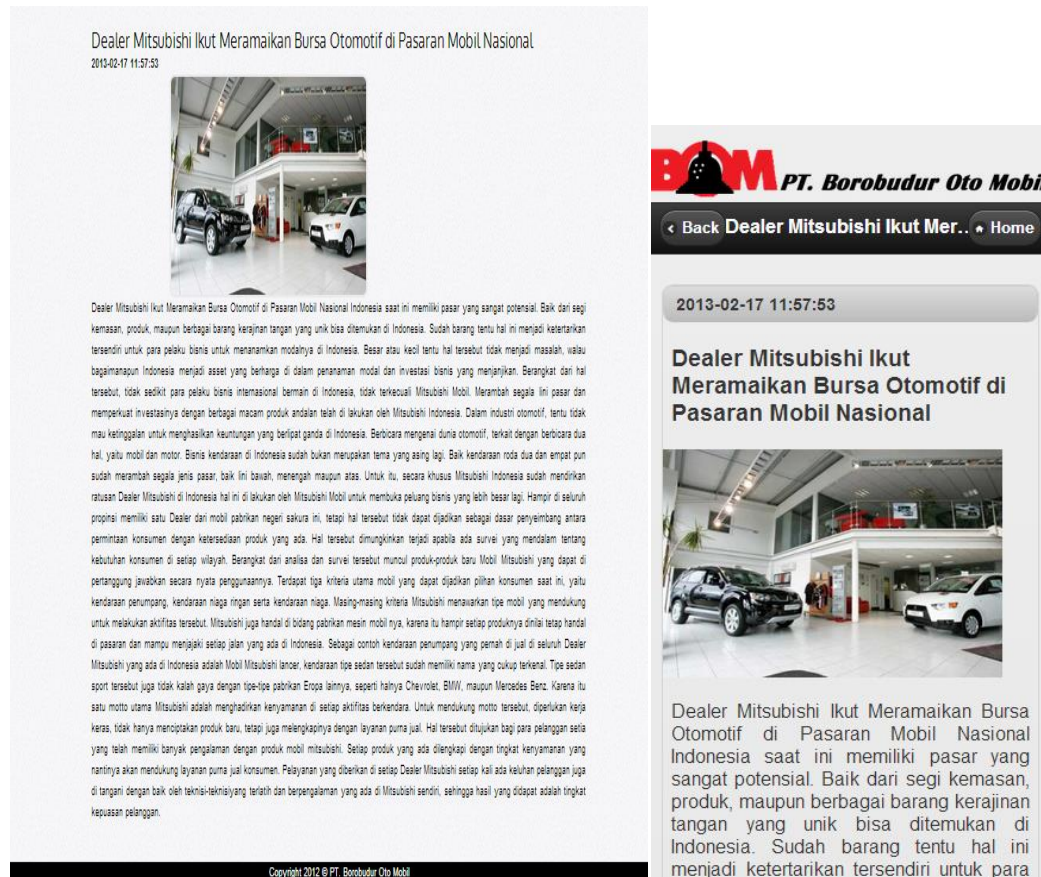 Dealer Mitsubishi Ikut Meramaikan Bursa Otomotif di Pasaran Mobil Nasional
2013-02-17 11:57:53
Dealer Mitsubishi Ikut Meramaikan Bursa Otomotif di Pasaran Mobil Nasional Indonesia saat ini memiliki pasar yang sangat potensial. Baik dari segi
kemasan, produk, maupun berbagai barang kerajinan tangan yang unik bisa ditemukan di Indonesia. Sudah barang tentu hal ini menjadi ketertarikan
tersendiri untuk para pelaku bisnis untuk menanamkan modalnya di Indonesia. Besar atau kecil tentu hal tersebut tidak menjadi masalah, walau
bagaimanapun Indonesia menjadi asset yang berharga di dalam penanaman modal dan investasi bisnis yang menjanjikan. Berangkat dari hal
tersebut, tidak sedikit para pelaku bisnis internasional bermain di Indonesia, tidak terkecuali Mitsubishi Mobil. Merambah segala lini pasar dan
memperkuat investasinya dengan berbagai macam produk andalan telah di lakukan oleh Mitsubishi Indonesia. Dalam industri otomotif, tentu tidak
mau ketinggalan untuk menghasilkan keuntungan yang berlipat ganda di Indonesia. Berbicara mengenai dunia otomotif, terkait dengan berbicara dua
hal, yaitu mobil dan motor. Bisnis kendaraan di Indonesia sudah bukan merupakan tema yang asing lagi. Baik kendaraan roda dua dan empat pun
sudah merambah segala jenis pasar, baik lini bawah, menengah maupun atas. Untuk itu, secara khusus Mitsubishi Indonesia sudah mendirikan
ratusan Dealer Mitsubishi di Indonesia hal ini di lakukan oleh Mitsubishi Mobil untuk membuka peluang bisnis yang lebih besar lagi. Hampir di seluruh
propinsi memiliki satu Dealer dari mobil pabrikan negeri sakura ini, tetapi hal tersebut tidak dapat dijadikan sebagai dasar penyeimbang antara
permintaan konsumen dengan ketersediaan produk yang ada. Hal tersebut dimungkinkan terjadi apabila ada survei yang mendalam tentang
kebutuhan konsumen di setiap wilayah. Berangkat dari analisa dan survei tersebut muncul produk-produk baru Mobil Mitsubishi yang dapat di
pertanggung jawabkan secara nyata penggunaannya. Terdapat tiga kriteria utama mobil yang dapat dijadikan pilihan konsumen saat ini, yaitu
kendaraan penumpang, kendaraan niaga ringan serta kendaraan niaga. Masing-masing kriteria Mitsubishi menawarkan tipe mobil yang mendukung
untuk melakukan aktifitas tersebut. Mitsubishi juga handal di bidang pabrikan mesin mobil nya, karena itu hampir setiap produknya dinilai tetap handal
di pasaran dan mampu menjajaki setiap jalan yang ada di Indonesia. Sebagai contoh kendaraan penumpang yang pernah di jual di seluruh Dealer
Mitsubishi yang ada di Indonesia adalah Mobil Mitsubishi lancer, kendaraan tipe sedan tersebut sudah memiliki nama yang cukup terkenal. Tipe sedan
sport tersebut juga tidak kalah gaya dengan tipe-tipe pabrikan Eropa lainnya, seperti halnya Chevrolet, BMW, maupun Mercedes Benz. Karena itu
satu motto utama Mitsubishi adalah menghadirkan kenyamanan di setiap aktifitas berkendara. Untuk mendukung motto tersebut, diperlukan kerja
keras, tidak hanya menciptakan produk baru, tetapi juga melengkapinya dengan layanan purna jual. Hal tersebut ditujukan bagi para pelanggan setia
yang telah memiliki banyak pengalaman dengan produk mobil mitsubishi. Setiap produk yang ada dilengkapi dengan tingkat kenyamanan yang
nantinya akan mendukung layanan purna jual konsumen. Pelayanan yang diberikan di setiap Dealer Mitsubishi setiap kali ada keluhan pelanggan juga
di tangani dengan baik oleh teknisi-teknisiyang terlatih dan berpengalaman yang ada di Mitsubishi sendiri, sehingga hasil yang didapat adalah tingkat
kepuasan pelanggan.
Copyright 2012 © PT. Borobudur Oto Mobil
BOM PT. Borobudur Oto Mobil
Back Dealer Mitsubishi Ikut Mer... Home
2013-02-17 11:57:53
Dealer Mitsubishi Ikut
Meramaikan Bursa Otomotif di
Pasaran Mobil Nasional
Dealer Mitsubishi Ikut Meramaikan Bursa
Otomotif di Pasaran Mobil Nasional
Indonesia saat ini memiliki pasar yang
sangat potensial. Baik dari segi kemasan,
produk, maupun berbagai barang kerajinan
tangan yang unik bisa ditemukan di
Indonesia. Sudah barang tentu hal ini
menjadi ketertarikan tersendiri untuk para